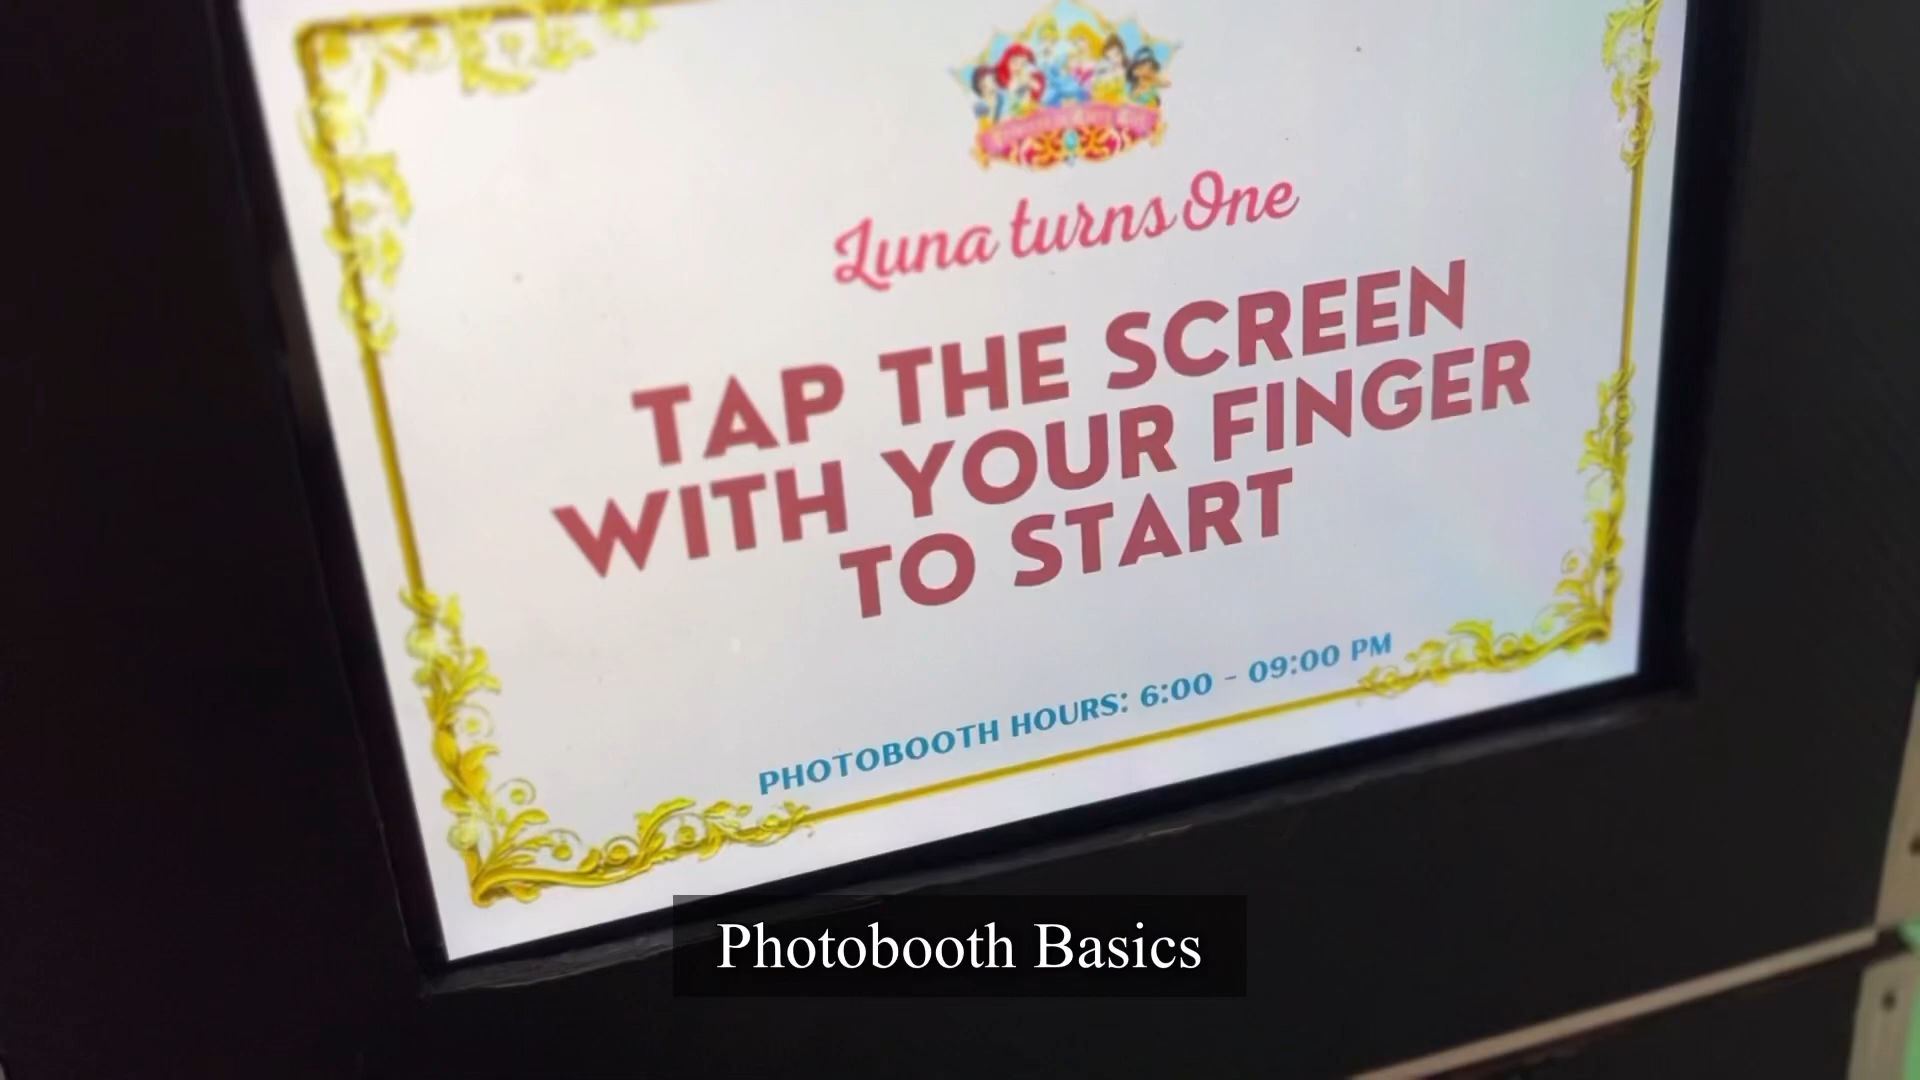 Luna turns One
TAP THE SCREEN
WITH YOUR FINGER
TO START
PHOTOBOOTH HOURS: 6:00 - 09:00 PM
Photobooth Basics